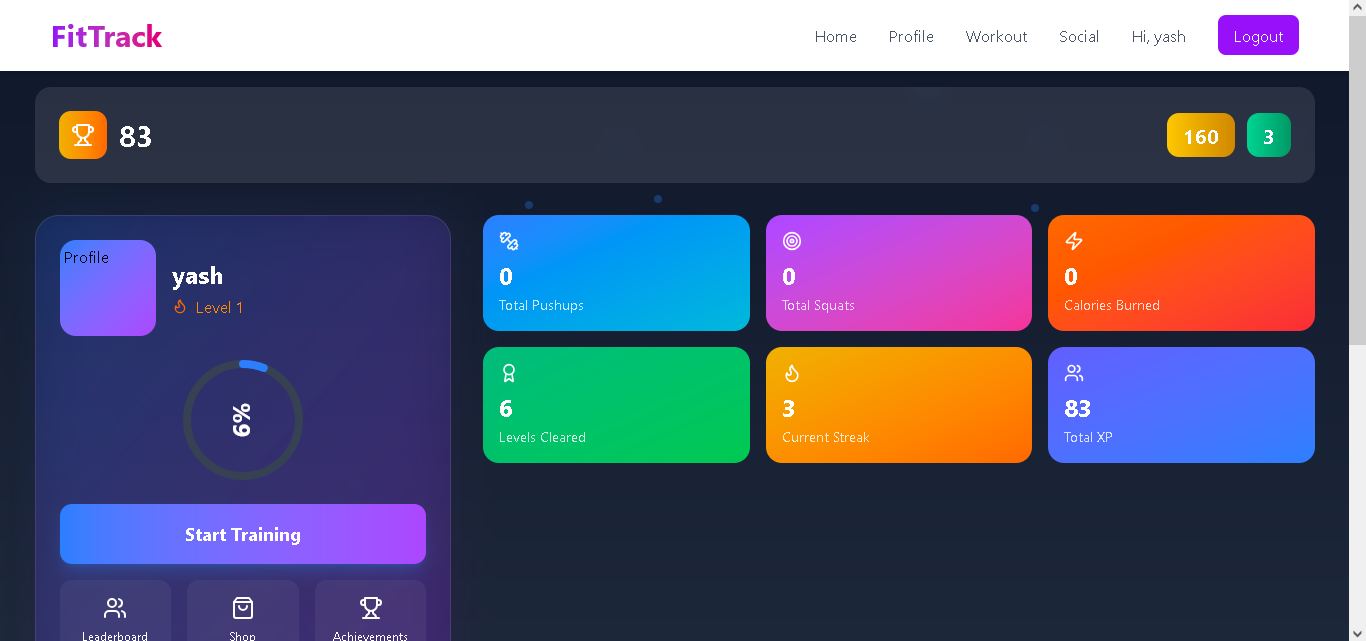 FitTrack
Home Profile Workout Social Hi, yash Logout
83
160 3
Profile
yash
Level 1
6%
Start Training
Leaderboard Shop Achievements
0
Total Pushups
0
Total Squats
0
Calories Burned
6
Levels Cleared
3
Current Streak
83
Total XP